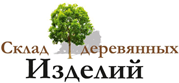 Склад деревянных
Изделий